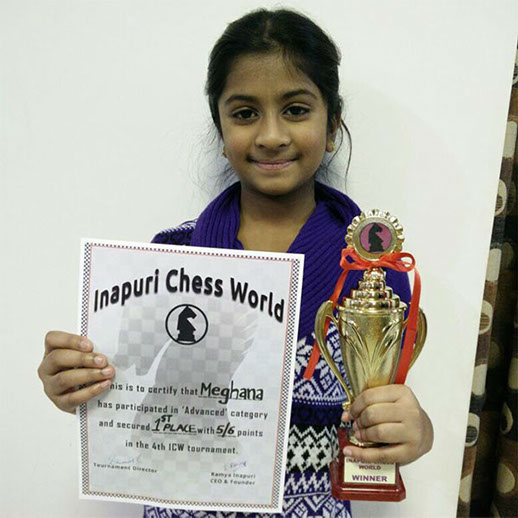 Inapuri Chess World
This is to certify that Meghana
has participated in 'Advanced' category
and secured 1ST PLACE with 5/6 points
in the 4th ICW tournament.
Tournament Director
Ramya Inapuri
CEO & Founder
WORLD
WINNER